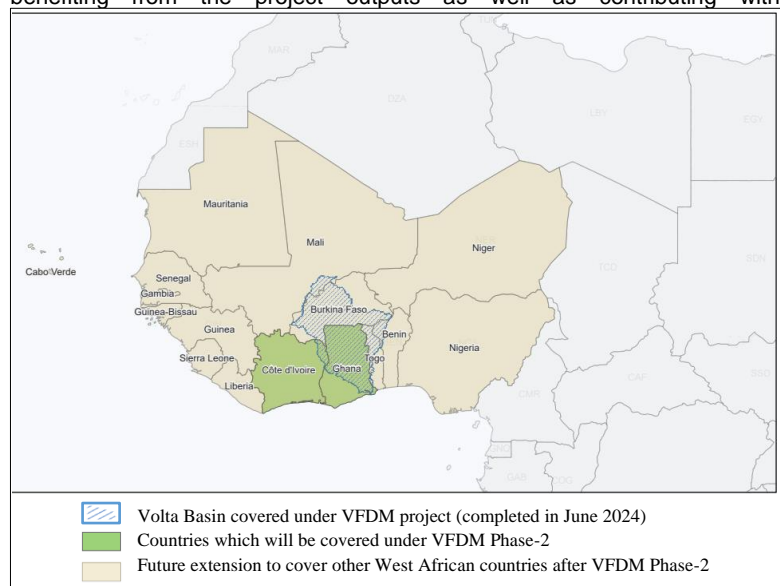 benefiting from the project outputs as well as contributing with
MAR
DZA
LBY
EGY
ESH
Mauritania
Mali
Niger
Cabo Verde
Senegal
TCD
SDN
Gambia
Burkina Faso
Guinea-Bissau
Guinea
Benin
Nigeria
Sierra Leone
Togo
Côte d'Ivoire
Ghana
Liberia
CAF
SSD
CMR
GNQ
GAB
COG
Volta Basin covered under VFDM project (completed in June 2024)
Countries which will be covered under VFDM Phase-2
Future extension to cover other West African countries after VFDM Phase-2